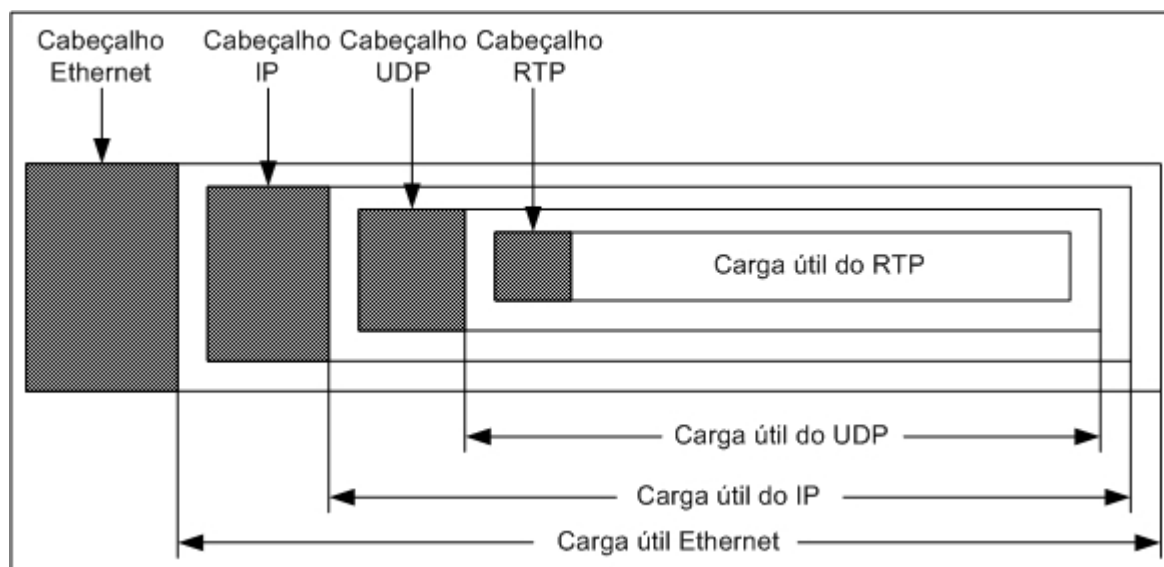 Cabeçalho Cabeçalho Cabeçalho Cabeçalho
Ethernet IP UDP RTP
Carga útil do RTP
Carga útil do UDP
Carga útil do IP
Carga útil Ethernet